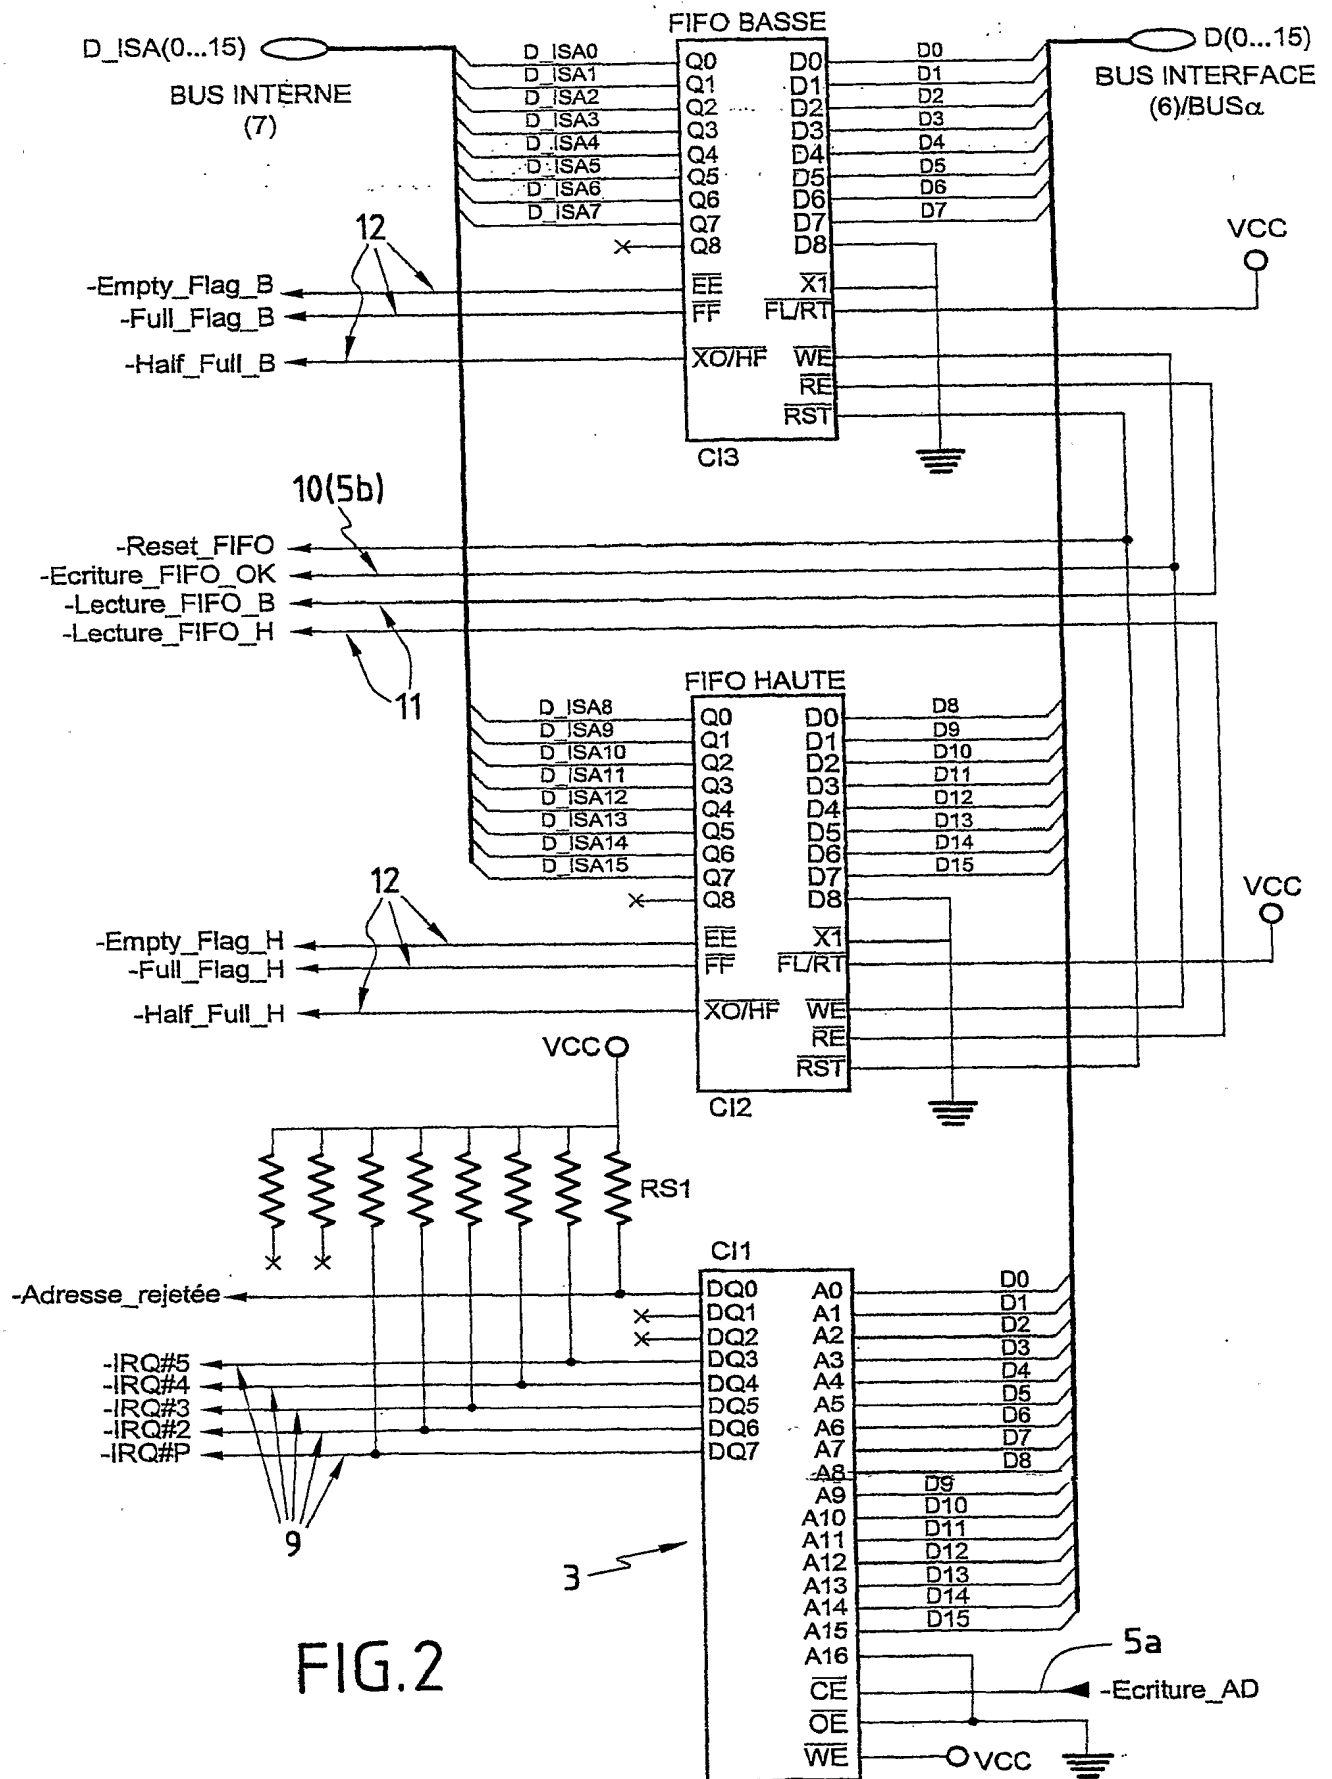 FIFO BASSE
D_ISA(0...15)
BUS INTERNE
(7)
D(0...15)
BUS INTERFACE
(6)/BUSα
D_ISA0
D_ISA1
D_ISA2
D_ISA3
D_ISA4
D_ISA5
D_ISA6
D_ISA7
Q0
Q1
Q2
Q3
Q4
Q5
Q6
Q7
Q8
EE
FF
XO/HF
D0
D1
D2
D3
D4
D5
D6
D7
D8
X1
FL/RT
WE
RE
RST
D0
D1
D2
D3
D4
D5
D6
D7
VCC
12
-Empty_Flag_B
-Full_Flag_B
-Half_Full_B
CI3
10(5b)
-Reset_FIFO
-Ecriture_FIFO_OK
-Lecture_FIFO_B
-Lecture_FIFO_H
11
FIFO HAUTE
D_ISA8
D_ISA9
D_ISA10
D_ISA11
D_ISA12
D_ISA13
D_ISA14
D_ISA15
Q0
Q1
Q2
Q3
Q4
Q5
Q6
Q7
Q8
EE
FF
XO/HF
D0
D1
D2
D3
D4
D5
D6
D7
D8
X1
FL/RT
WE
RE
RST
D8
D9
D10
D11
D12
D13
D14
D15
VCC
12
-Empty_Flag_H
-Full_Flag_H
-Half_Full_H
CI2
VCC
RS1
CI1
-Adresse_rejetée
-IRQ#5
-IRQ#4
-IRQ#3
-IRQ#2
-IRQ#P
9
DQ0
DQ1
DQ2
DQ3
DQ4
DQ5
DQ6
DQ7
A0
A1
A2
A3
A4
A5
A6
A7
A8
A9
A10
A11
A12
A13
A14
A15
A16
CE
OE
WE
D0
D1
D2
D3
D4
D5
D6
D7
D8
D9
D10
D11
D12
D13
D14
D15
3
5a
-Ecriture_AD
VCC
FIG.2